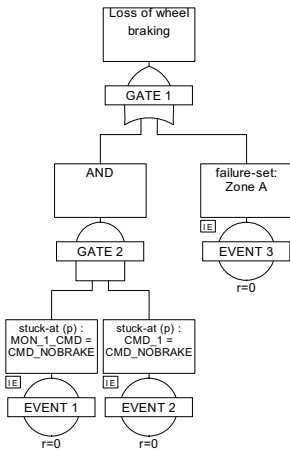 Loss of wheel
braking
GATE 1
AND
failure-set:
Zone A
IE
GATE 2
EVENT 3
r=0
stuck-at (p) :
MON_1_CMD =
CMD_NOBRAKE
stuck-at (p) :
CMD_1 =
CMD_NOBRAKE
IE
IE
EVENT 1
EVENT 2
r=0
r=0